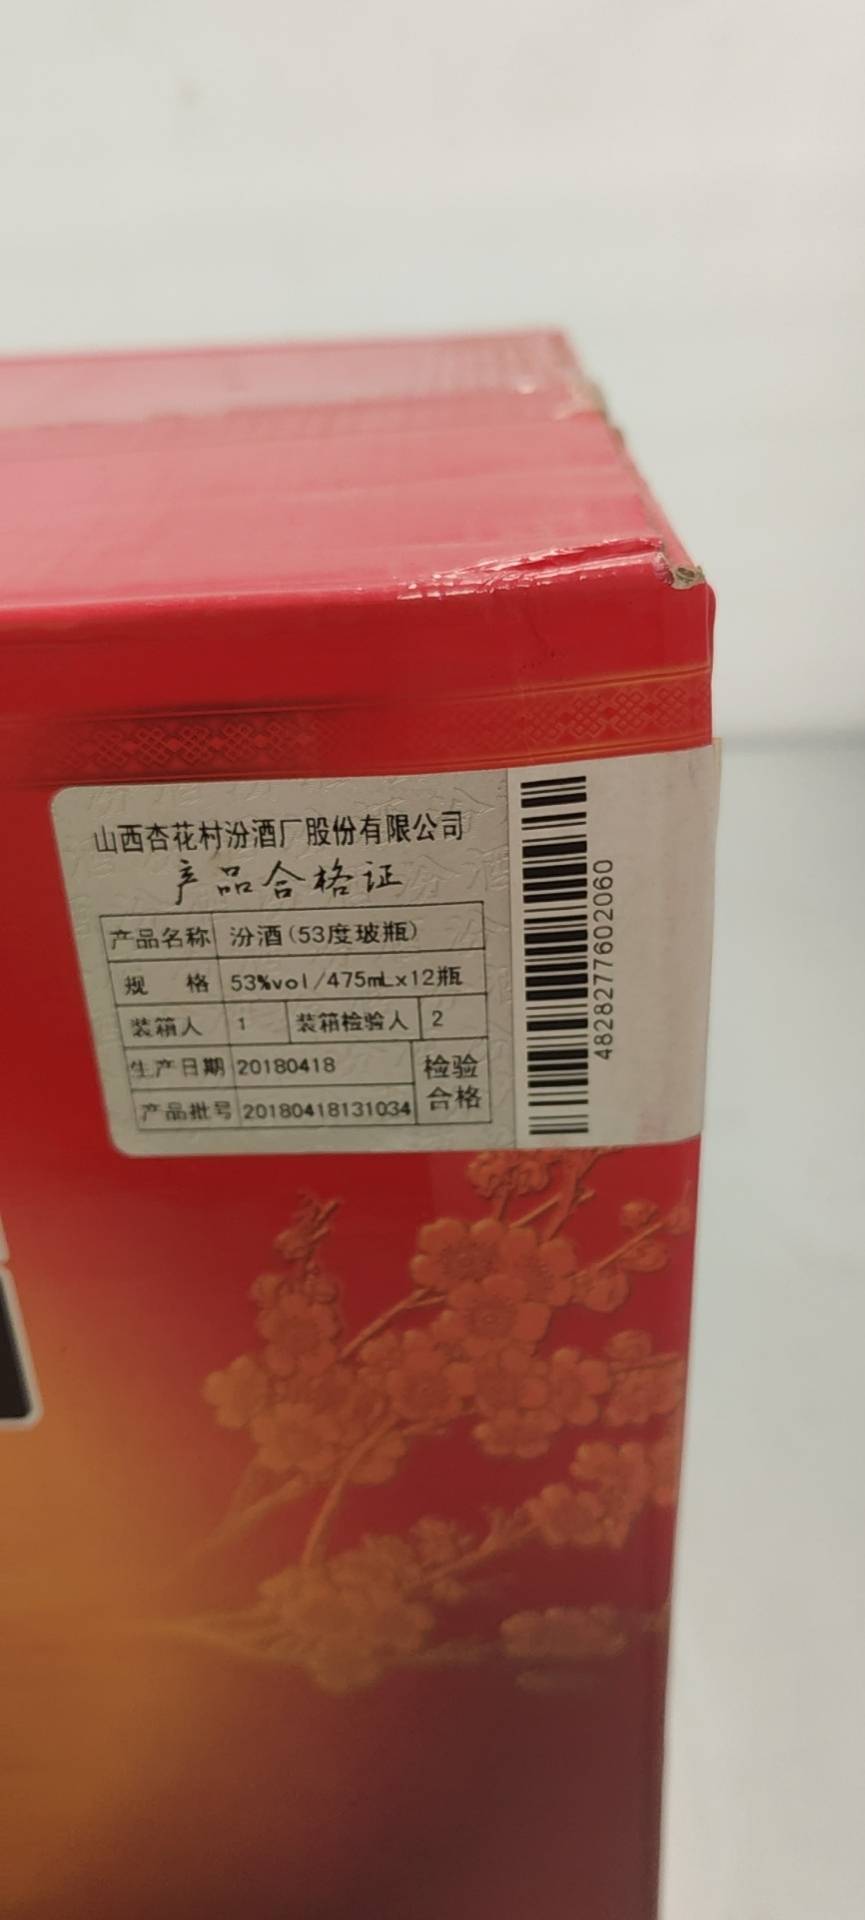 山西杏花村汾酒厂股份有限公司
产品合格证
产品名称 汾酒(53度玻瓶)
规 格 53%vol/475mL×12瓶
装箱人 1 装箱检验人 2
生产日期 20180418
检验合格
产品批号 20180418131034
4828277602060